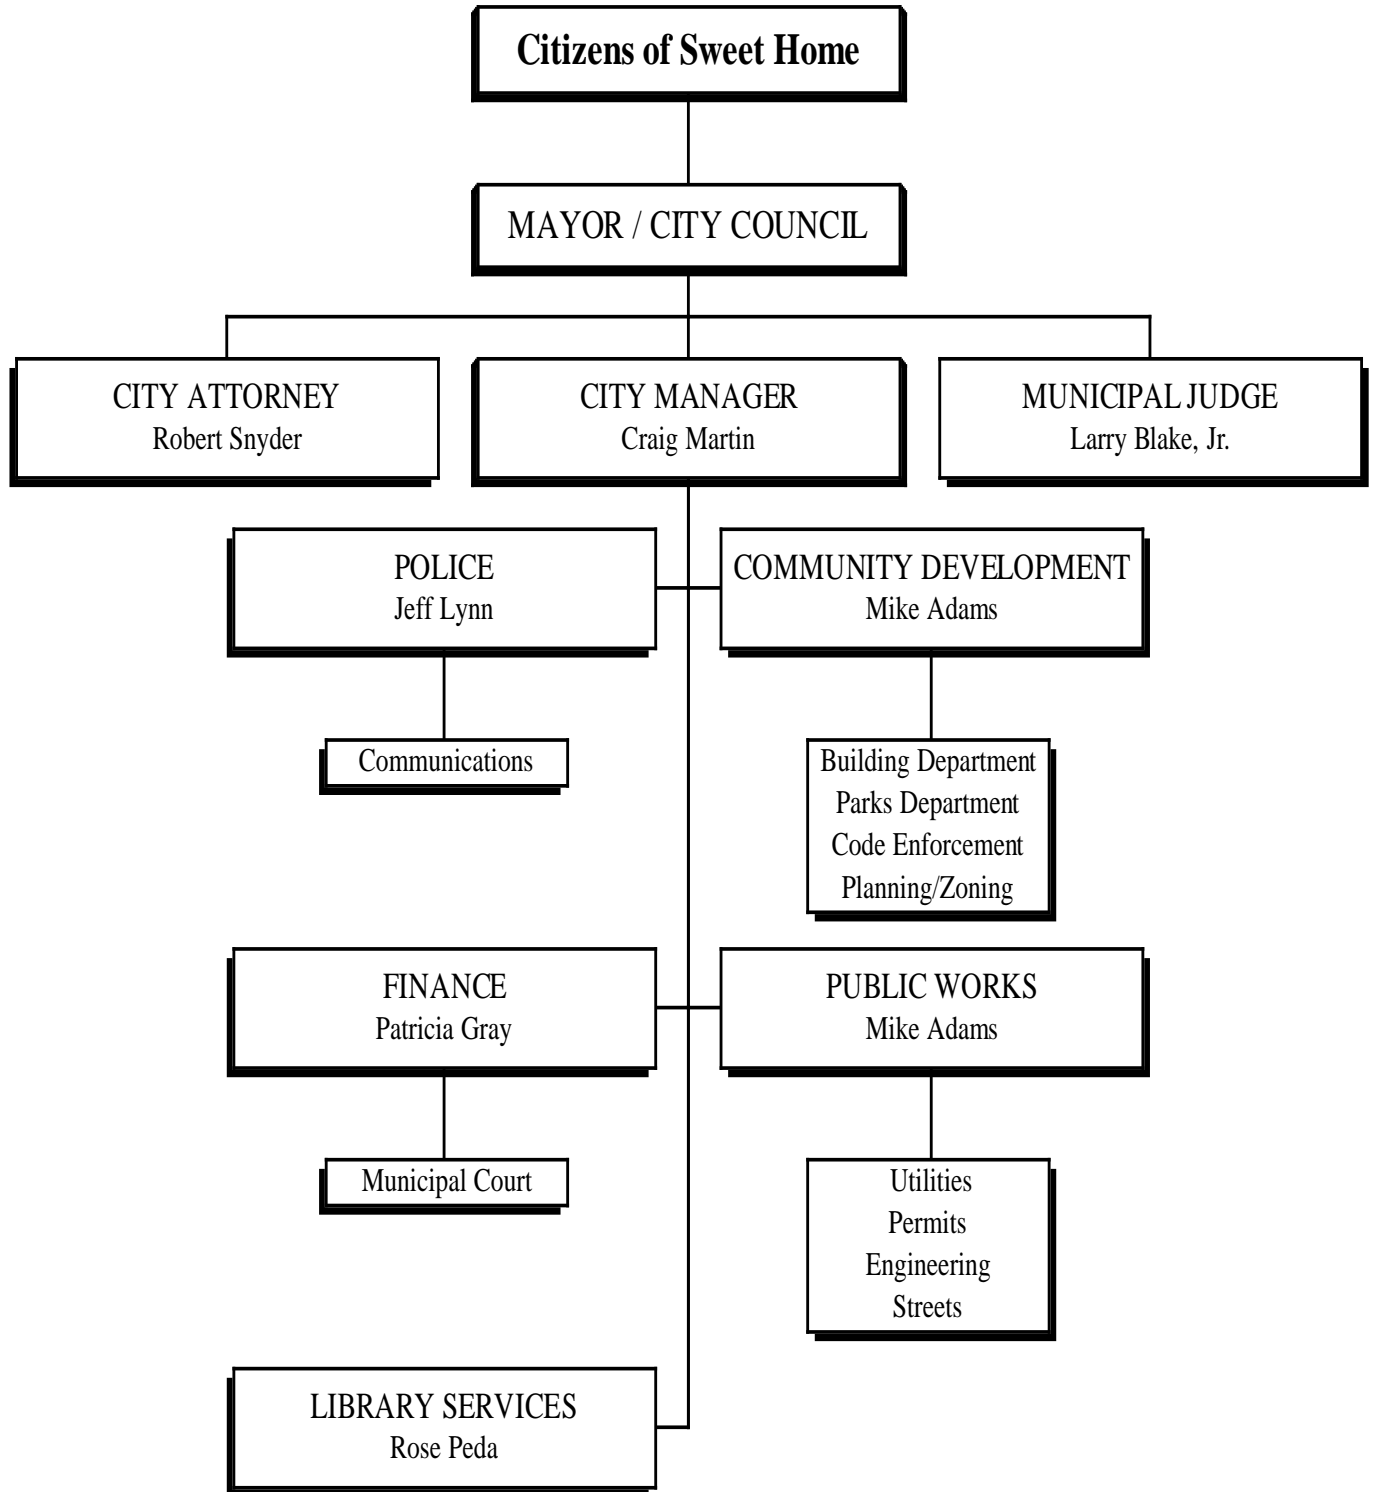 Citizens of Sweet Home
MAYOR / CITY COUNCIL
CITY ATTORNEY
Robert Snyder
CITY MANAGER
Craig Martin
MUNICIPAL JUDGE
Larry Blake, Jr.
POLICE
Jeff Lynn
COMMUNITY DEVELOPMENT
Mike Adams
Communications
Building Department
Parks Department
Code Enforcement
Planning/Zoning
FINANCE
Patricia Gray
PUBLIC WORKS
Mike Adams
Municipal Court
Utilities
Permits
Engineering
Streets
LIBRARY SERVICES
Rose Peda